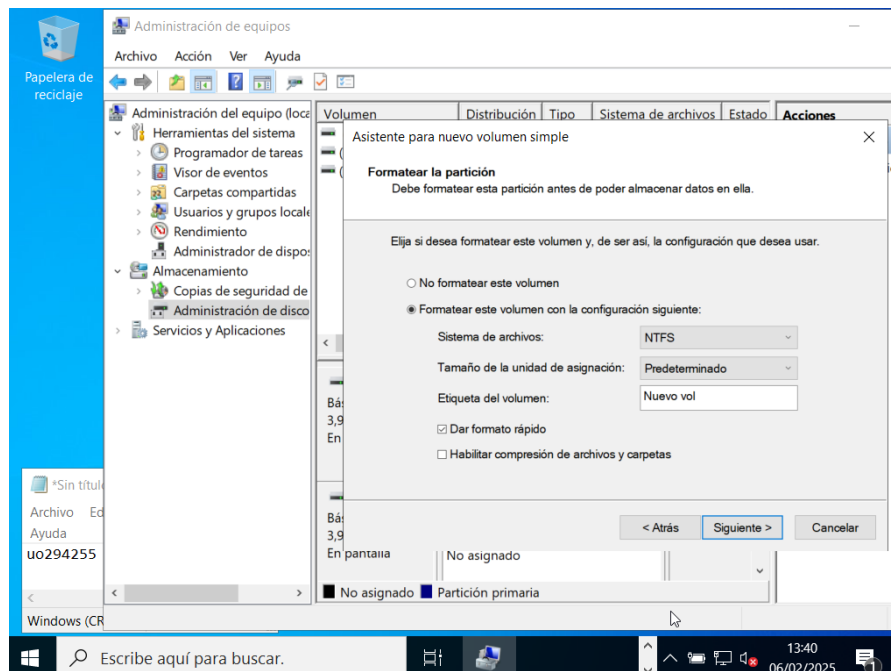 Papelera de
reciclaje
Administración de equipos
Archivo Acción Ver Ayuda
Administración del equipo (loca
Herramientas del sistema
Programador de tareas
Visor de eventos
Carpetas compartidas
Usuarios y grupos locale
Rendimiento
Administrador de dispo
Almacenamiento
Copias de seguridad de
Administración de disco
Servicios y Aplicaciones
Volumen Distribución Tipo Sistema de archivos Estado Acciones
Asistente para nuevo volumen simple
Formatear la partición
Debe formatear esta partición antes de poder almacenar datos en ella.
Elija si desea formatear este volumen y, de ser así, la configuración que desea usar.
No formatear este volumen
Formatear este volumen con la configuración siguiente:
Sistema de archivos: NTFS
Tamaño de la unidad de asignación: Predeterminado
Etiqueta del volumen: Nuevo vol
Dar formato rápido
Habilitar compresión de archivos y carpetas
< Atrás Siguiente > Cancelar
Bá
3,9
En
Bá
3,9
En pantalla No asignado
No asignado Partición primaria
*Sin títul
Archivo Ed
Ayuda
uo294255
Windows (CR
Escribe aquí para buscar.
13:40
06/02/2025
1